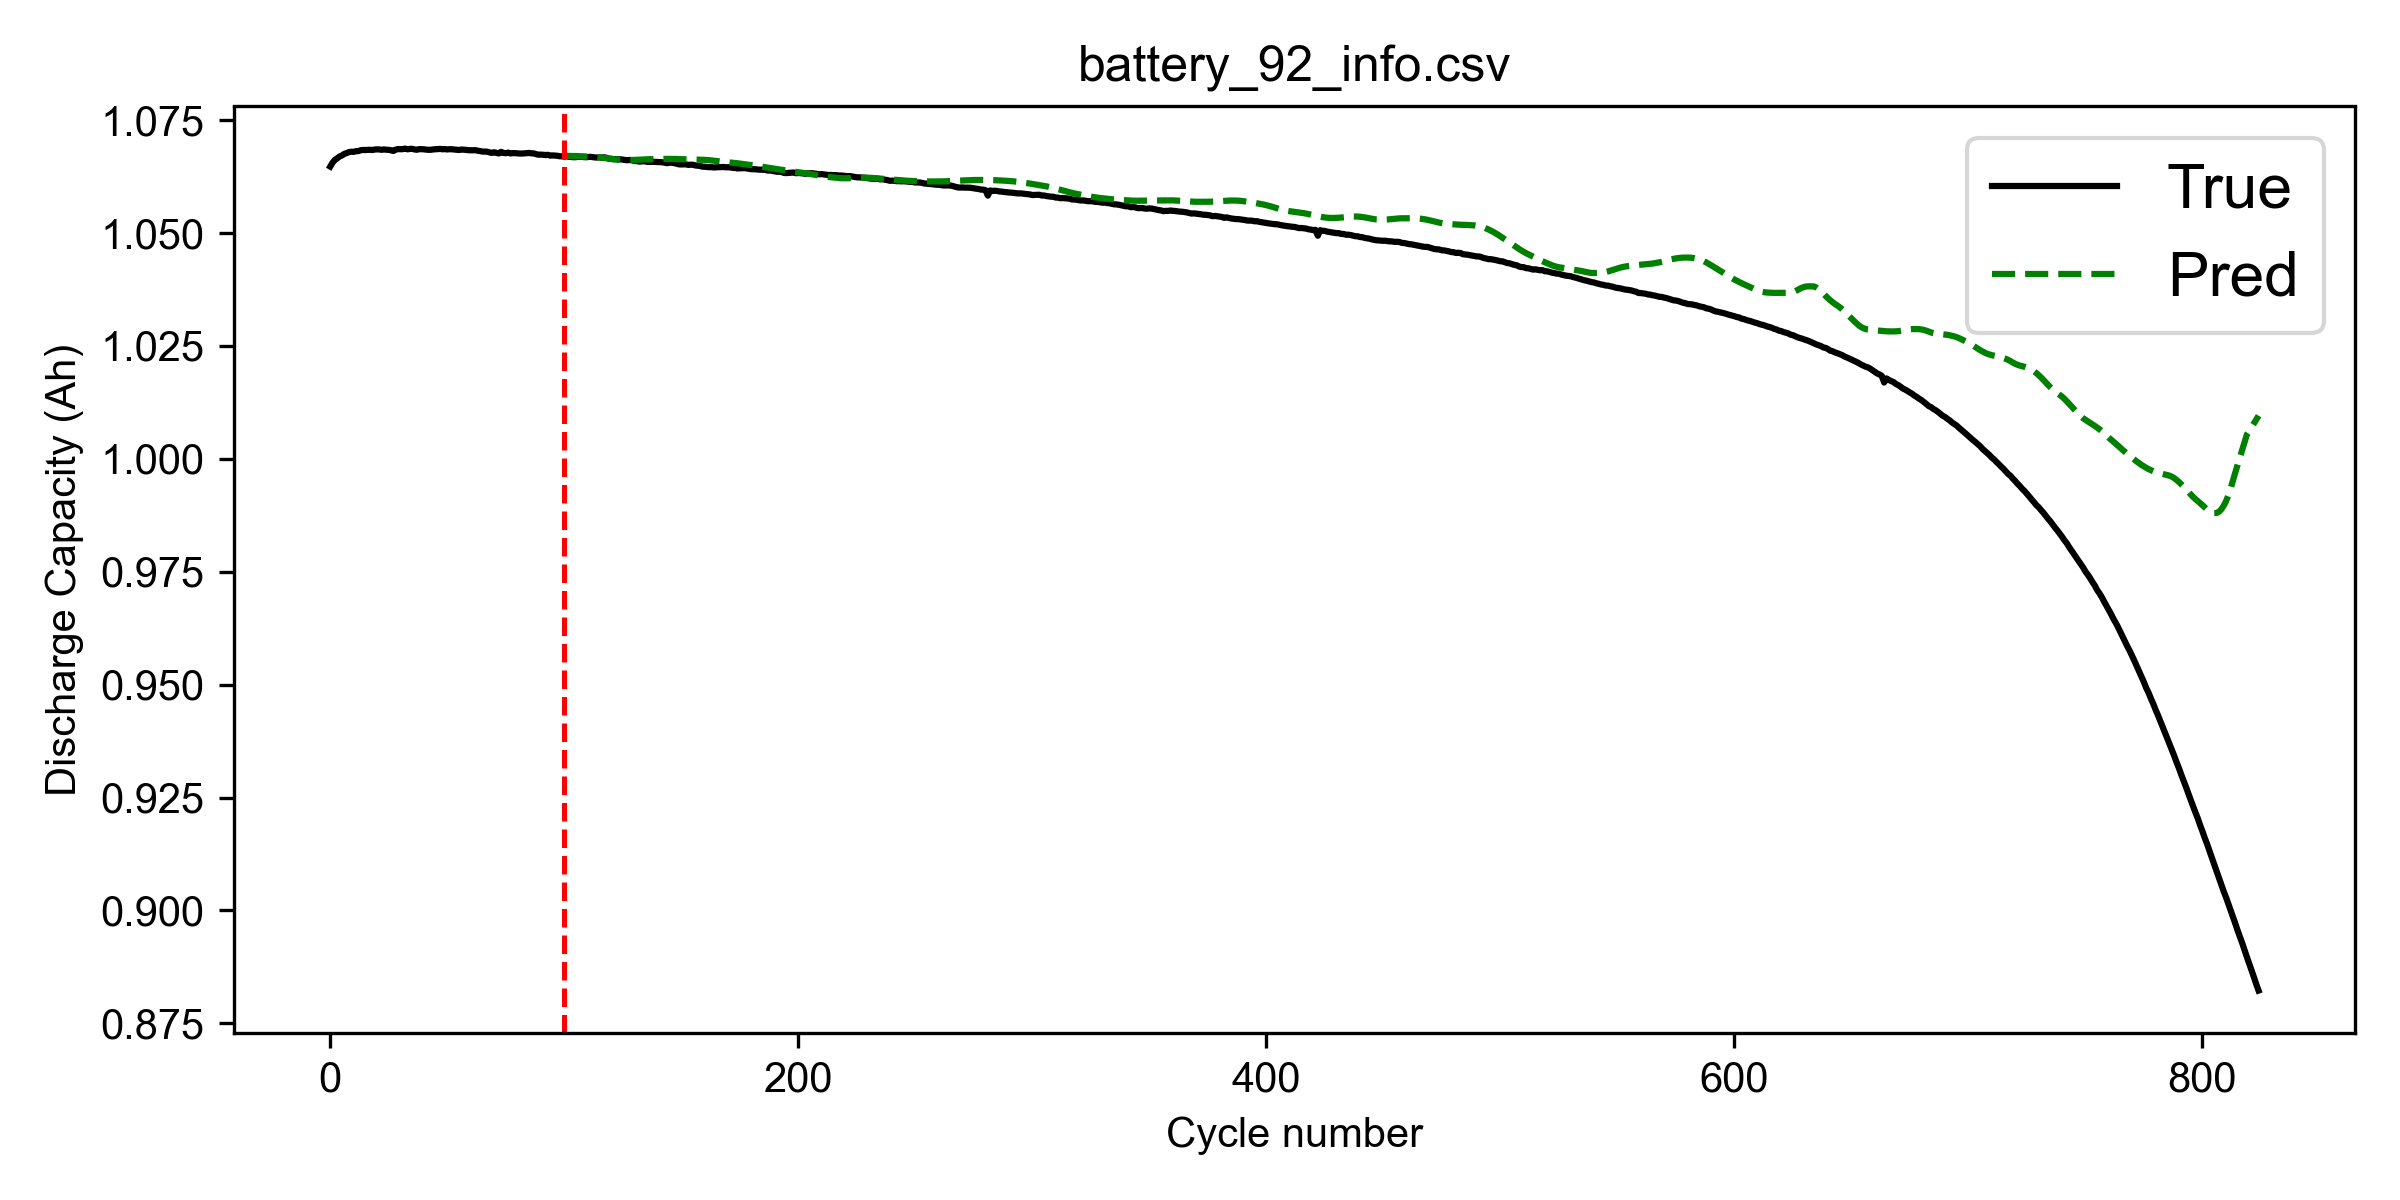 battery_92_info.csv
1.075
1.050
1.025
1.000
0.975
0.950
0.925
0.900
0.875
Discharge Capacity (Ah)
True
Pred
0 200 400 600 800
Cycle number